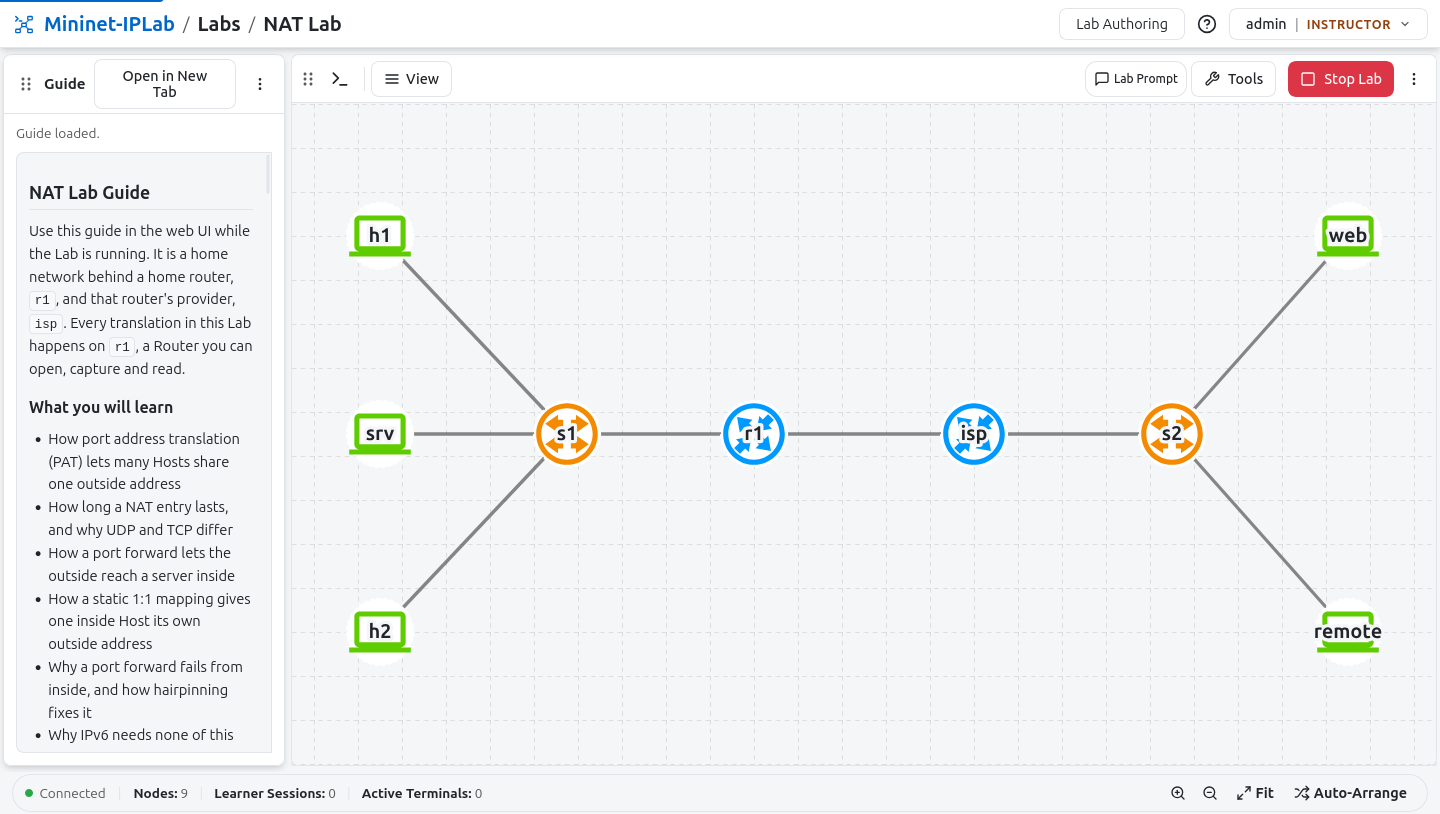 Mininet-IPLab / Labs / NAT Lab
Lab Authoring
admin | INSTRUCTOR
Guide
Open in New
Tab
View
Lab Prompt
Tools
Stop Lab
Guide loaded.
NAT Lab Guide
Use this guide in the web UI while
the Lab is running. It is a home
network behind a home router,
r1, and that router's provider,
isp. Every translation in this Lab
happens on r1, a Router you can
open, capture and read.
What you will learn
• How port address translation
(PAT) lets many Hosts share
one outside address
• How long a NAT entry lasts,
and why UDP and TCP differ
• How a port forward lets the
outside reach a server inside
• How a static 1:1 mapping gives
one inside Host its own
outside address
• Why a port forward fails from
inside, and how hairpinning
fixes it
• Why IPv6 needs none of this
h1
web
srv
s1
r1
isp
s2
h2
remote
Connected
Nodes: 9
Learner Sessions: 0
Active Terminals: 0
Fit
Auto-Arrange